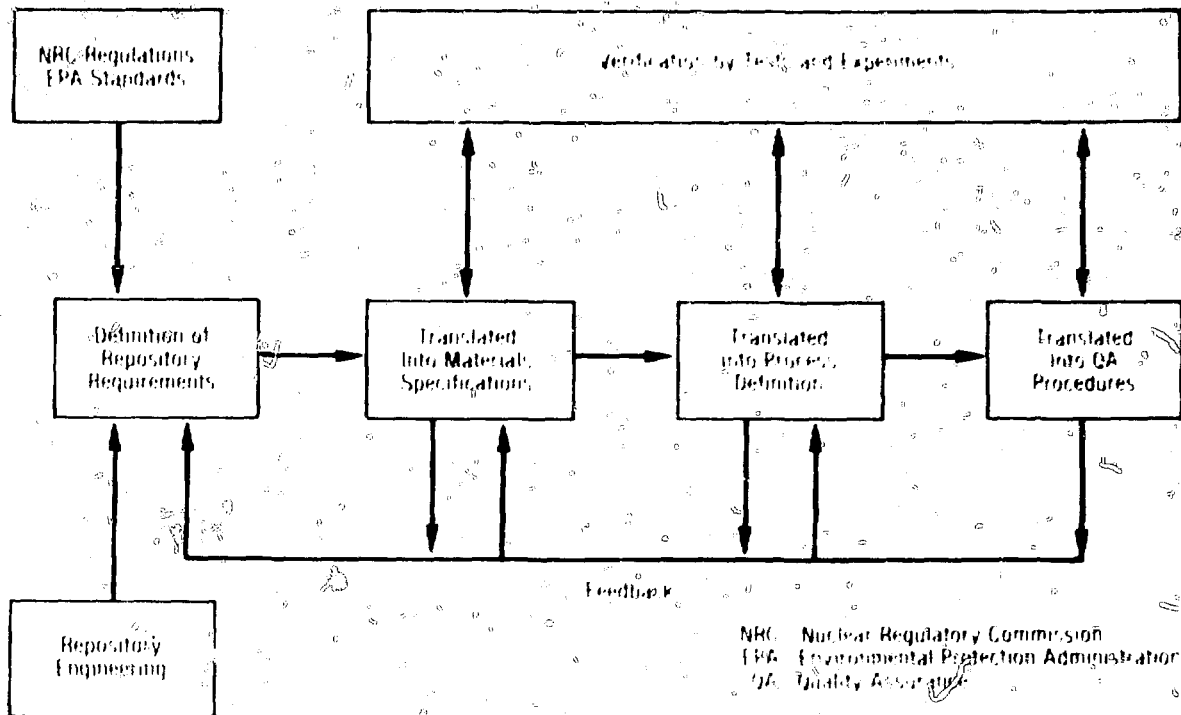 NRC Regulations
EPA Standards
Verification by Tests and Experiments
Definition of
Repository
Requirements
Translated
Into Materials
Specifications
Translated
into Process
Definition
Translated
Into QA
Procedures
Feedback
Repository
Engineering
NRC Nuclear Regulatory Commission
EPA Environmental Protection Administration
QA Quality Assurance